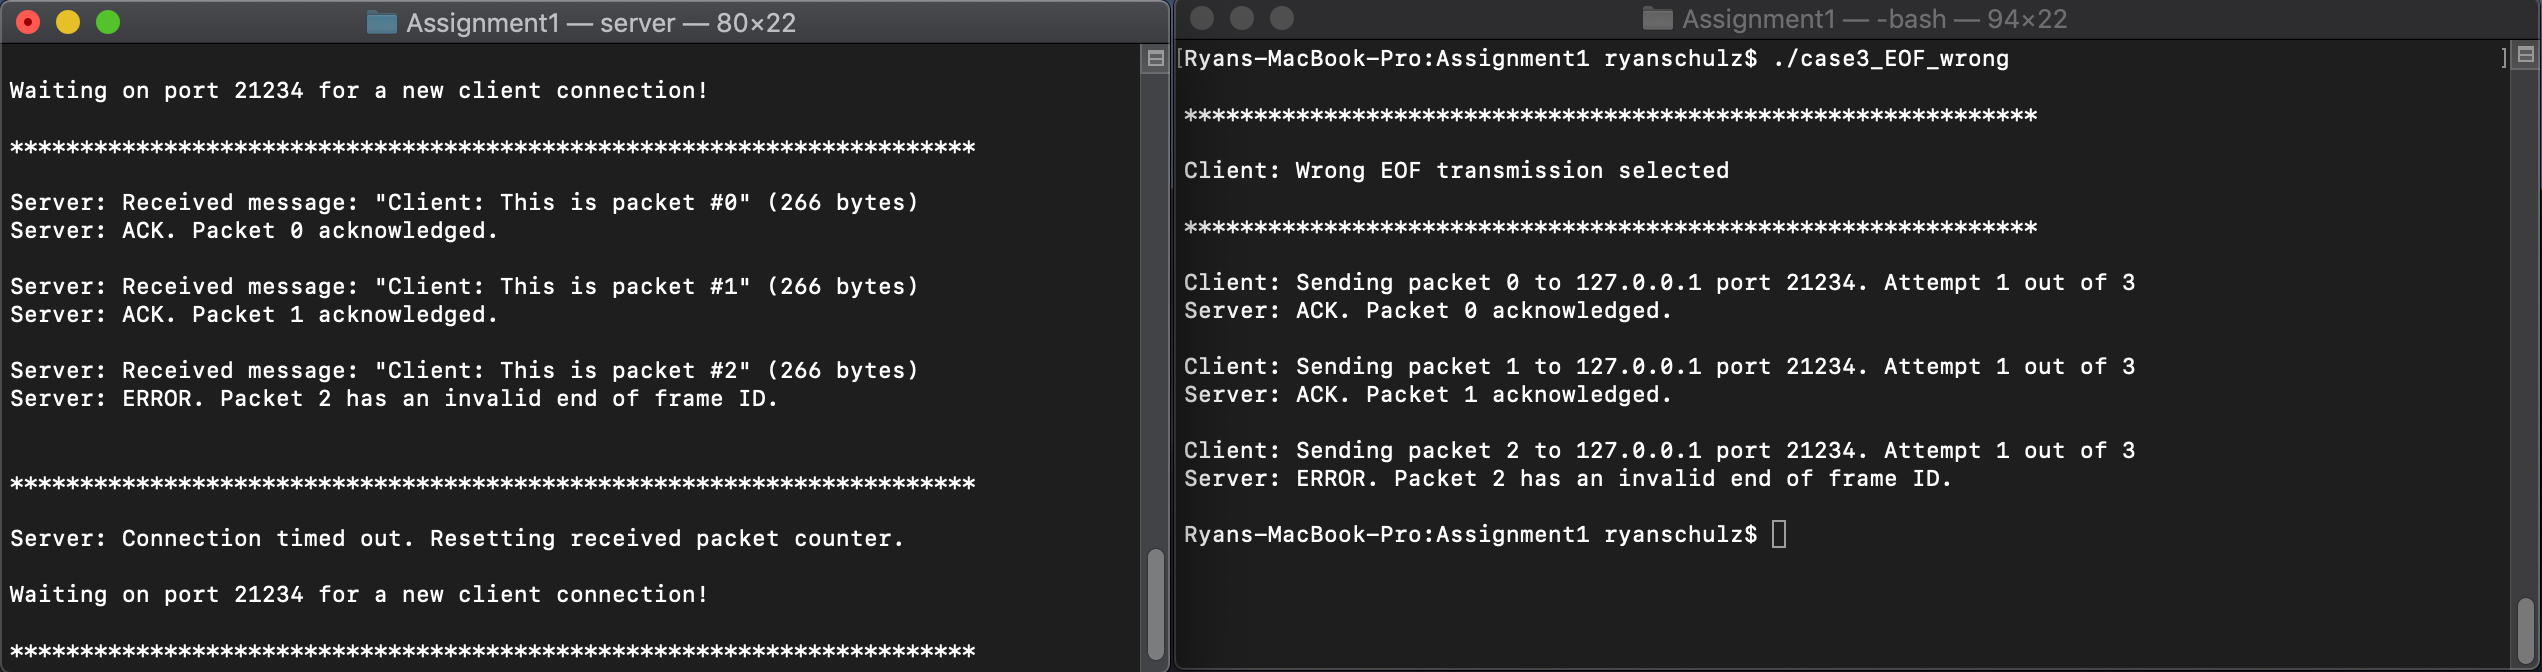 Assignment1 — server — 80×22
Waiting on port 21234 for a new client connection!
*********************************************************************
Server: Received message: "Client: This is packet #0" (266 bytes)
Server: ACK. Packet 0 acknowledged.
Server: Received message: "Client: This is packet #1" (266 bytes)
Server: ACK. Packet 1 acknowledged.
Server: Received message: "Client: This is packet #2" (266 bytes)
Server: ERROR. Packet 2 has an invalid end of frame ID.
*********************************************************************
Server: Connection timed out. Resetting received packet counter.
Waiting on port 21234 for a new client connection!
*********************************************************************
Assignment1 — -bash — 94×22
[Ryans-MacBook-Pro:Assignment1 ryanschulz$ ./case3_EOF_wrong ]
*************************************************************
Client: Wrong EOF transmission selected
*************************************************************
Client: Sending packet 0 to 127.0.0.1 port 21234. Attempt 1 out of 3
Server: ACK. Packet 0 acknowledged.
Client: Sending packet 1 to 127.0.0.1 port 21234. Attempt 1 out of 3
Server: ACK. Packet 1 acknowledged.
Client: Sending packet 2 to 127.0.0.1 port 21234. Attempt 1 out of 3
Server: ERROR. Packet 2 has an invalid end of frame ID.
Ryans-MacBook-Pro:Assignment1 ryanschulz$